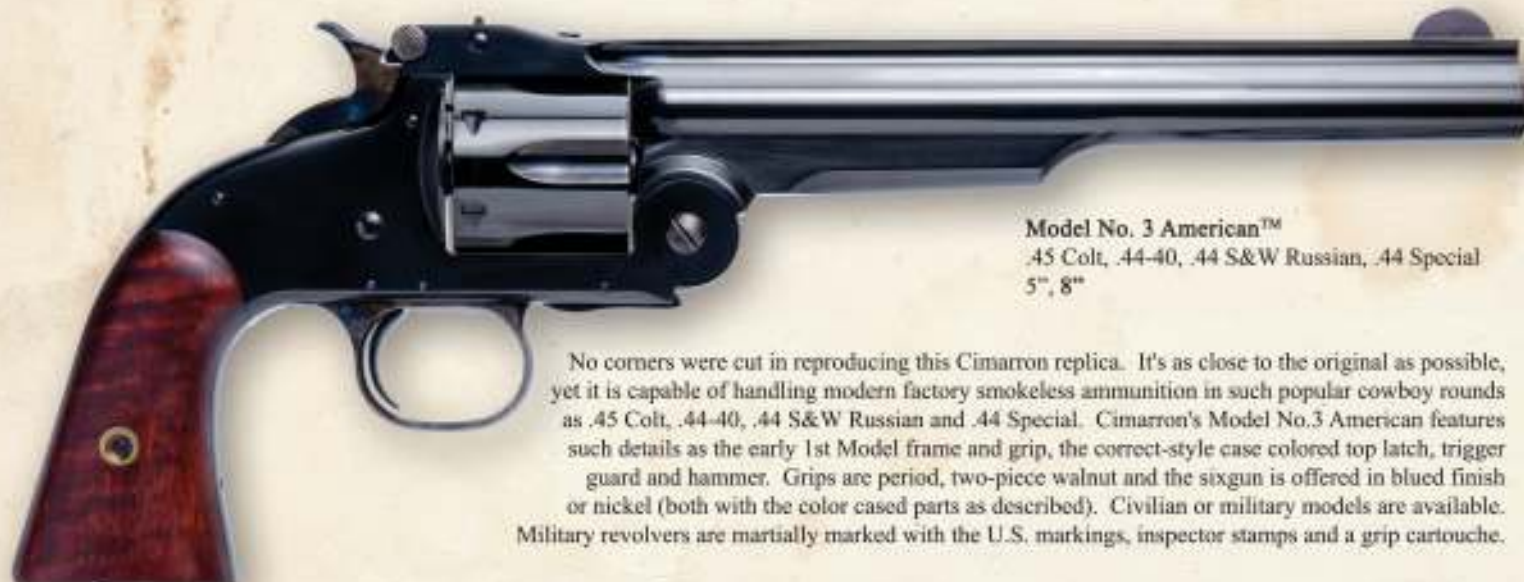 Model No. 3 American™
.45 Colt, .44-40, .44 S&W Russian, .44 Special
5", 8"
No corners were cut in reproducing this Cimarron replica. It's as close to the original as possible,
yet it is capable of handling modern factory smokeless ammunition in such popular cowboy rounds
as .45 Colt, .44-40, .44 S&W Russian and .44 Special. Cimarron's Model No.3 American features
such details as the early 1st Model frame and grip, the correct-style case colored top latch, trigger
guard and hammer. Grips are period, two-piece walnut and the sixgun is offered in blued finish
or nickel (both with the color cased parts as described). Civilian or military models are available.
Military revolvers are martially marked with the U.S. markings, inspector stamps and a grip cartouche.